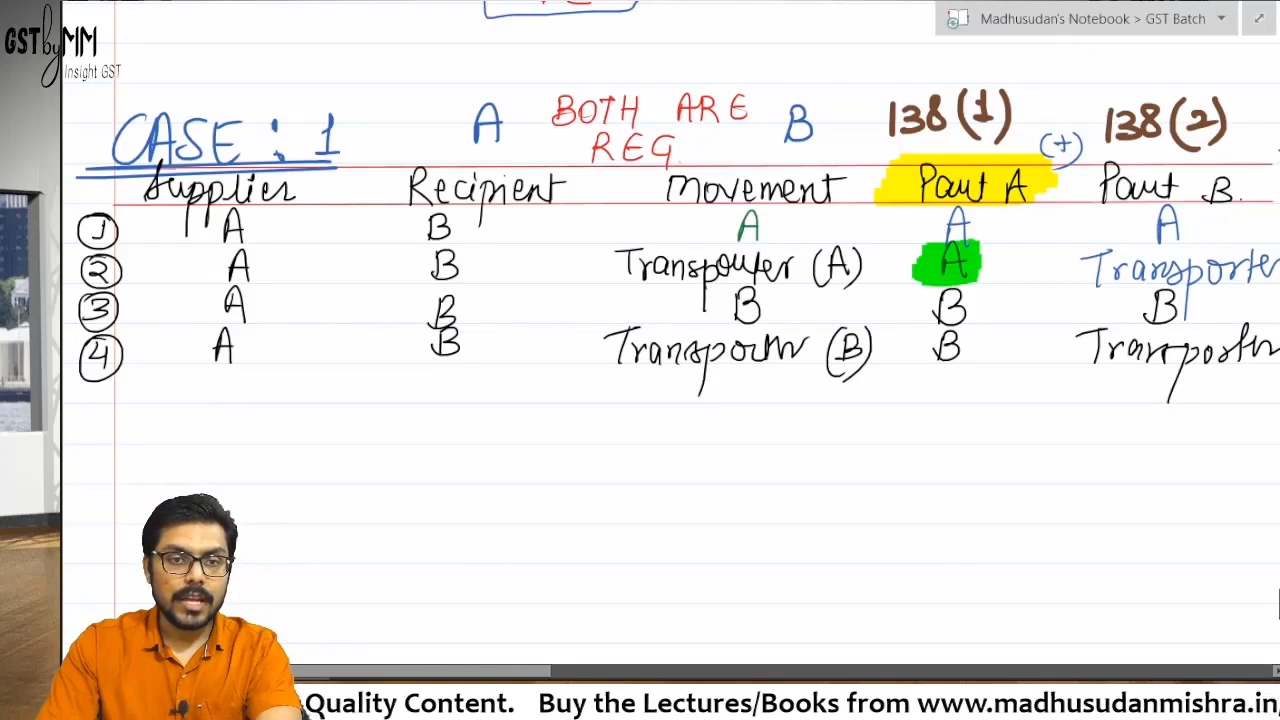 GST by MM
Insight GST
Madhusudan's Notebook > GST Batch
CASE : 1 A BOTH ARE REG. B 138(1) (+) 138(2)
Supplier Recipient Movement Part A Part B.
1 A B A A A
2 A B Transporter (A) A Transporter
3 A B B B B
4 A B Transporter (B) B Transporter
Quality Content. Buy the Lectures/Books from www.madhusudanmishra.in,